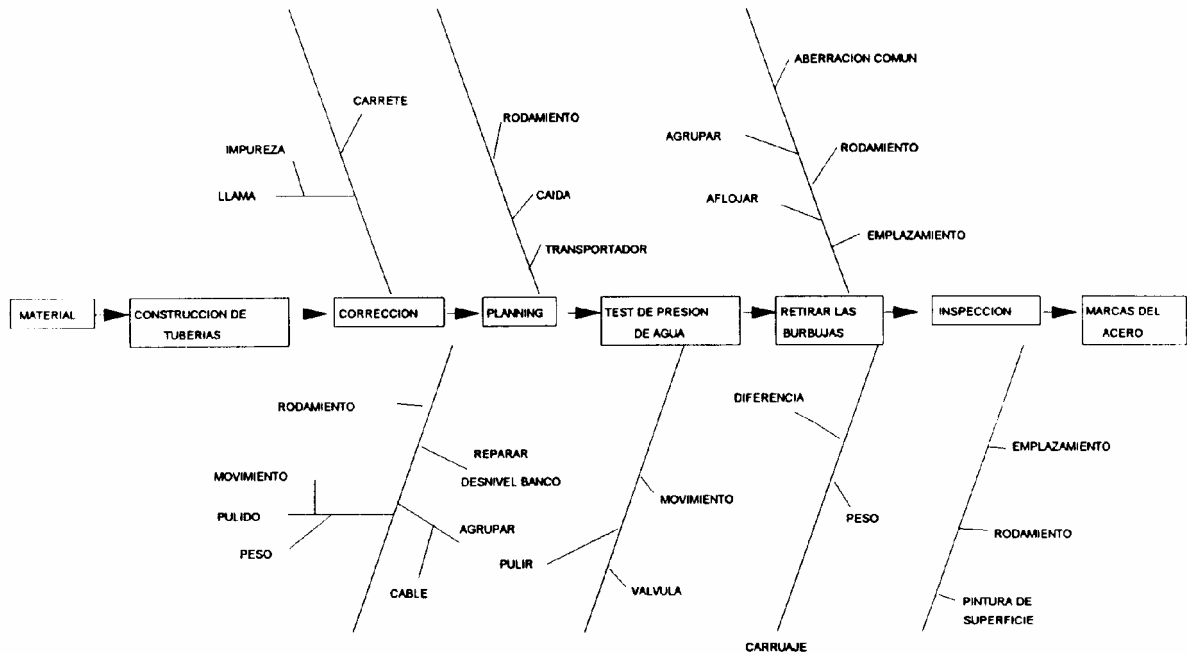 ABERRACION COMUN
CARRETE
RODAMIENTO
AGRUPAR
IMPUREZA
RODAMIENTO
LLAMA
CAIDA
AFLOJAR
EMPLAZAMIENTO
TRANSPORTADOR
MATERIAL
CONSTRUCCION DE
TUBERIAS
CORRECCION
PLANNING
TEST DE PRESION
DE AGUA
RETIRAR LAS
BURBUJAS
INSPECCION
MARCAS DEL
ACERO
RODAMIENTO
REPARAR
DESNIVEL BANCO
MOVIMIENTO
PULIDO
PESO
AGRUPAR
CABLE
MOVIMIENTO
PULIR
VALVULA
DIFERENCIA
PESO
CARRUAJE
EMPLAZAMIENTO
RODAMIENTO
PINTURA DE
SUPERFICIE